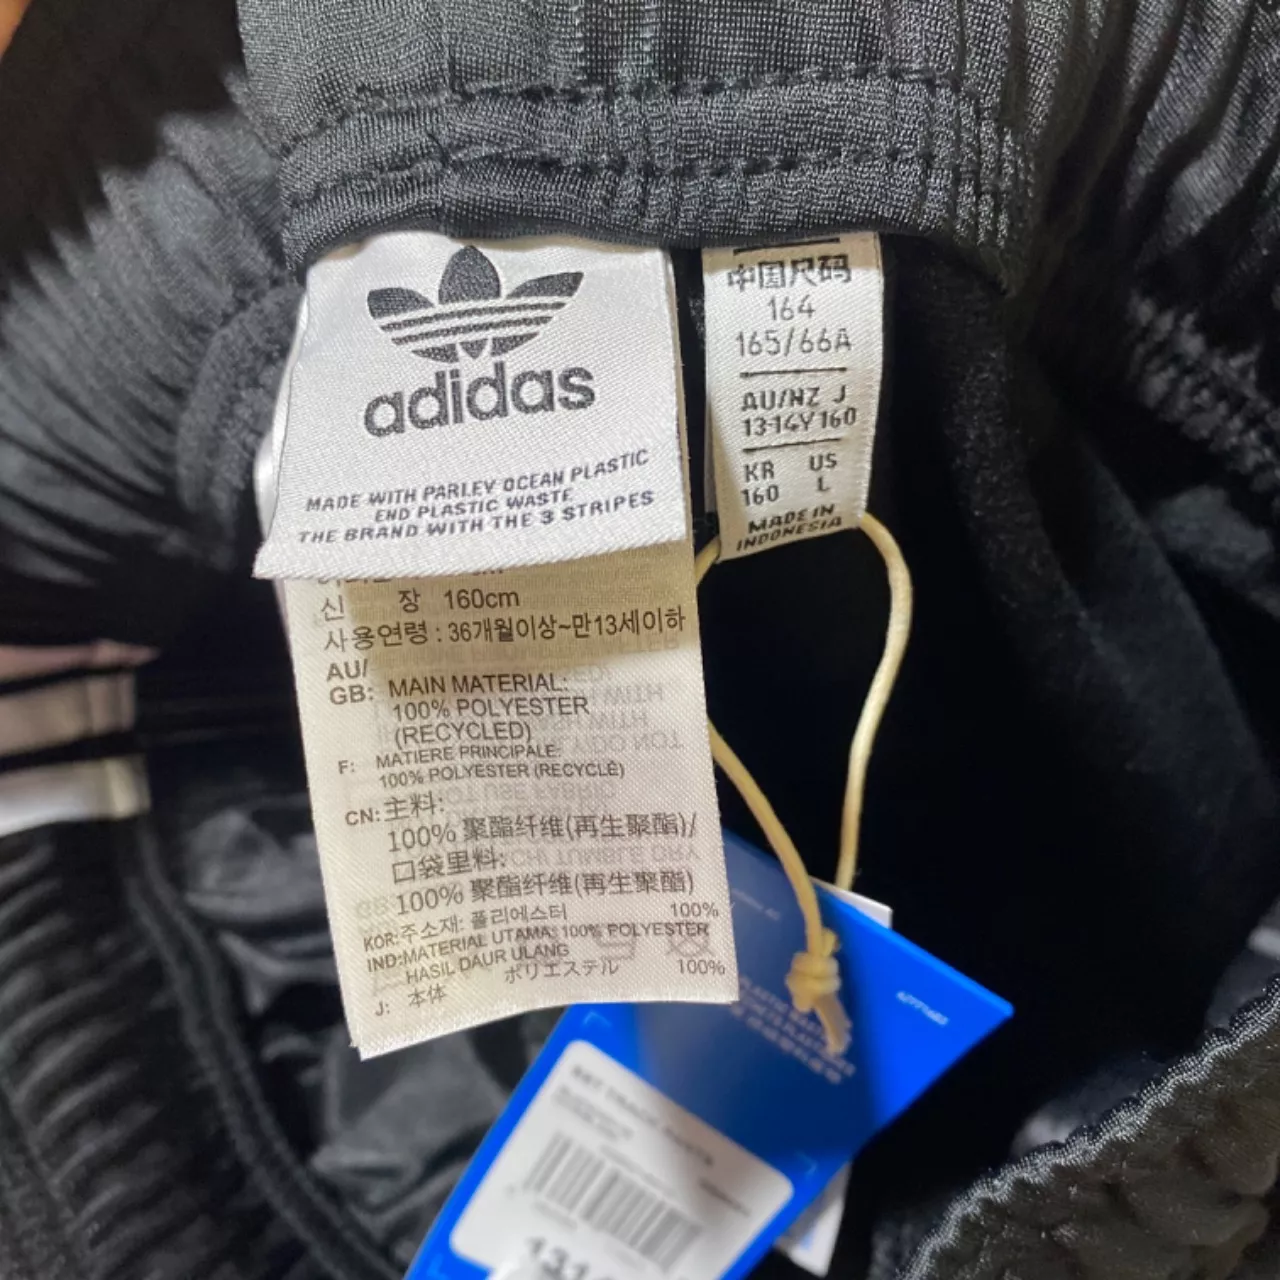 adidas
MADE WITH PARLEY OCEAN PLASTIC
END PLASTIC WASTE
THE BRAND WITH THE 3 STRIPES
中国尺码
164
165/66A
AU/NZ J
13-14Y 160
KR US
160 L
MADE IN
INDONESIA
신 장 160cm
사용연령 : 36개월이상~만13세이하
AU/
GB: MAIN MATERIAL:
100% POLYESTER
(RECYCLED)
F: MATIERE PRINCIPALE:
100% POLYESTER (RECYCLÉ)
CN: 主料:
100% 聚酯纤维(再生聚酯)/
口袋里料:
100% 聚酯纤维(再生聚酯)
KOR: 주소재: 폴리에스터 100%
IND: MATERIAL UTAMA: 100% POLYESTER
HASIL DAUR ULANG
J: 本体 ポリエステル 100%
SST TRACK PANTS